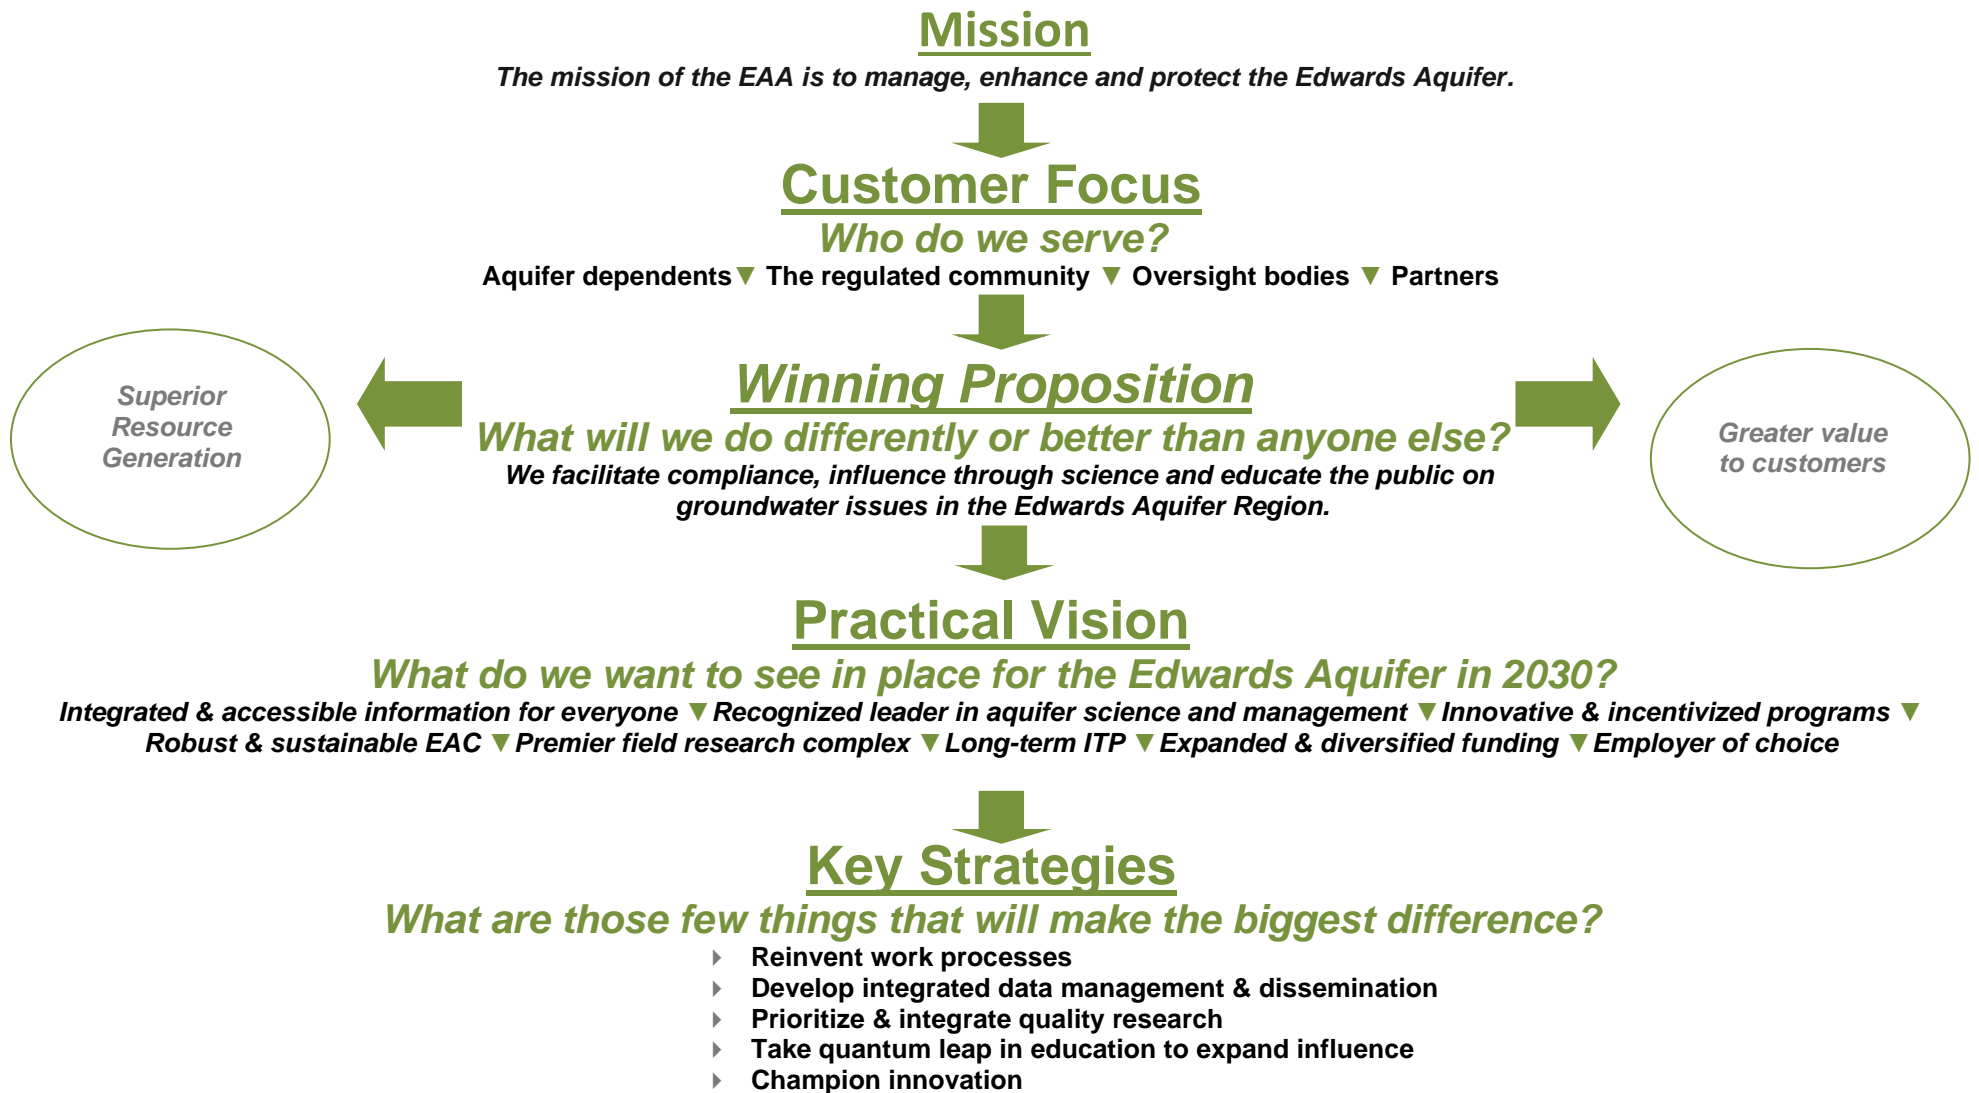 Mission
The mission of the EAA is to manage, enhance and protect the Edwards Aquifer.
Customer Focus
Who do we serve?
Aquifer dependents ▼ The regulated community ▼ Oversight bodies ▼ Partners
Superior
Resource
Generation
Winning Proposition
What will we do differently or better than anyone else?
We facilitate compliance, influence through science and educate the public on
groundwater issues in the Edwards Aquifer Region.
Greater value
to customers
Practical Vision
What do we want to see in place for the Edwards Aquifer in 2030?
Integrated & accessible information for everyone ▼ Recognized leader in aquifer science and management ▼ Innovative & incentivized programs ▼
Robust & sustainable EAC ▼ Premier field research complex ▼ Long-term ITP ▼ Expanded & diversified funding ▼ Employer of choice
Key Strategies
What are those few things that will make the biggest difference?
Reinvent work processes
Develop integrated data management & dissemination
Prioritize & integrate quality research
Take quantum leap in education to expand influence
Champion innovation